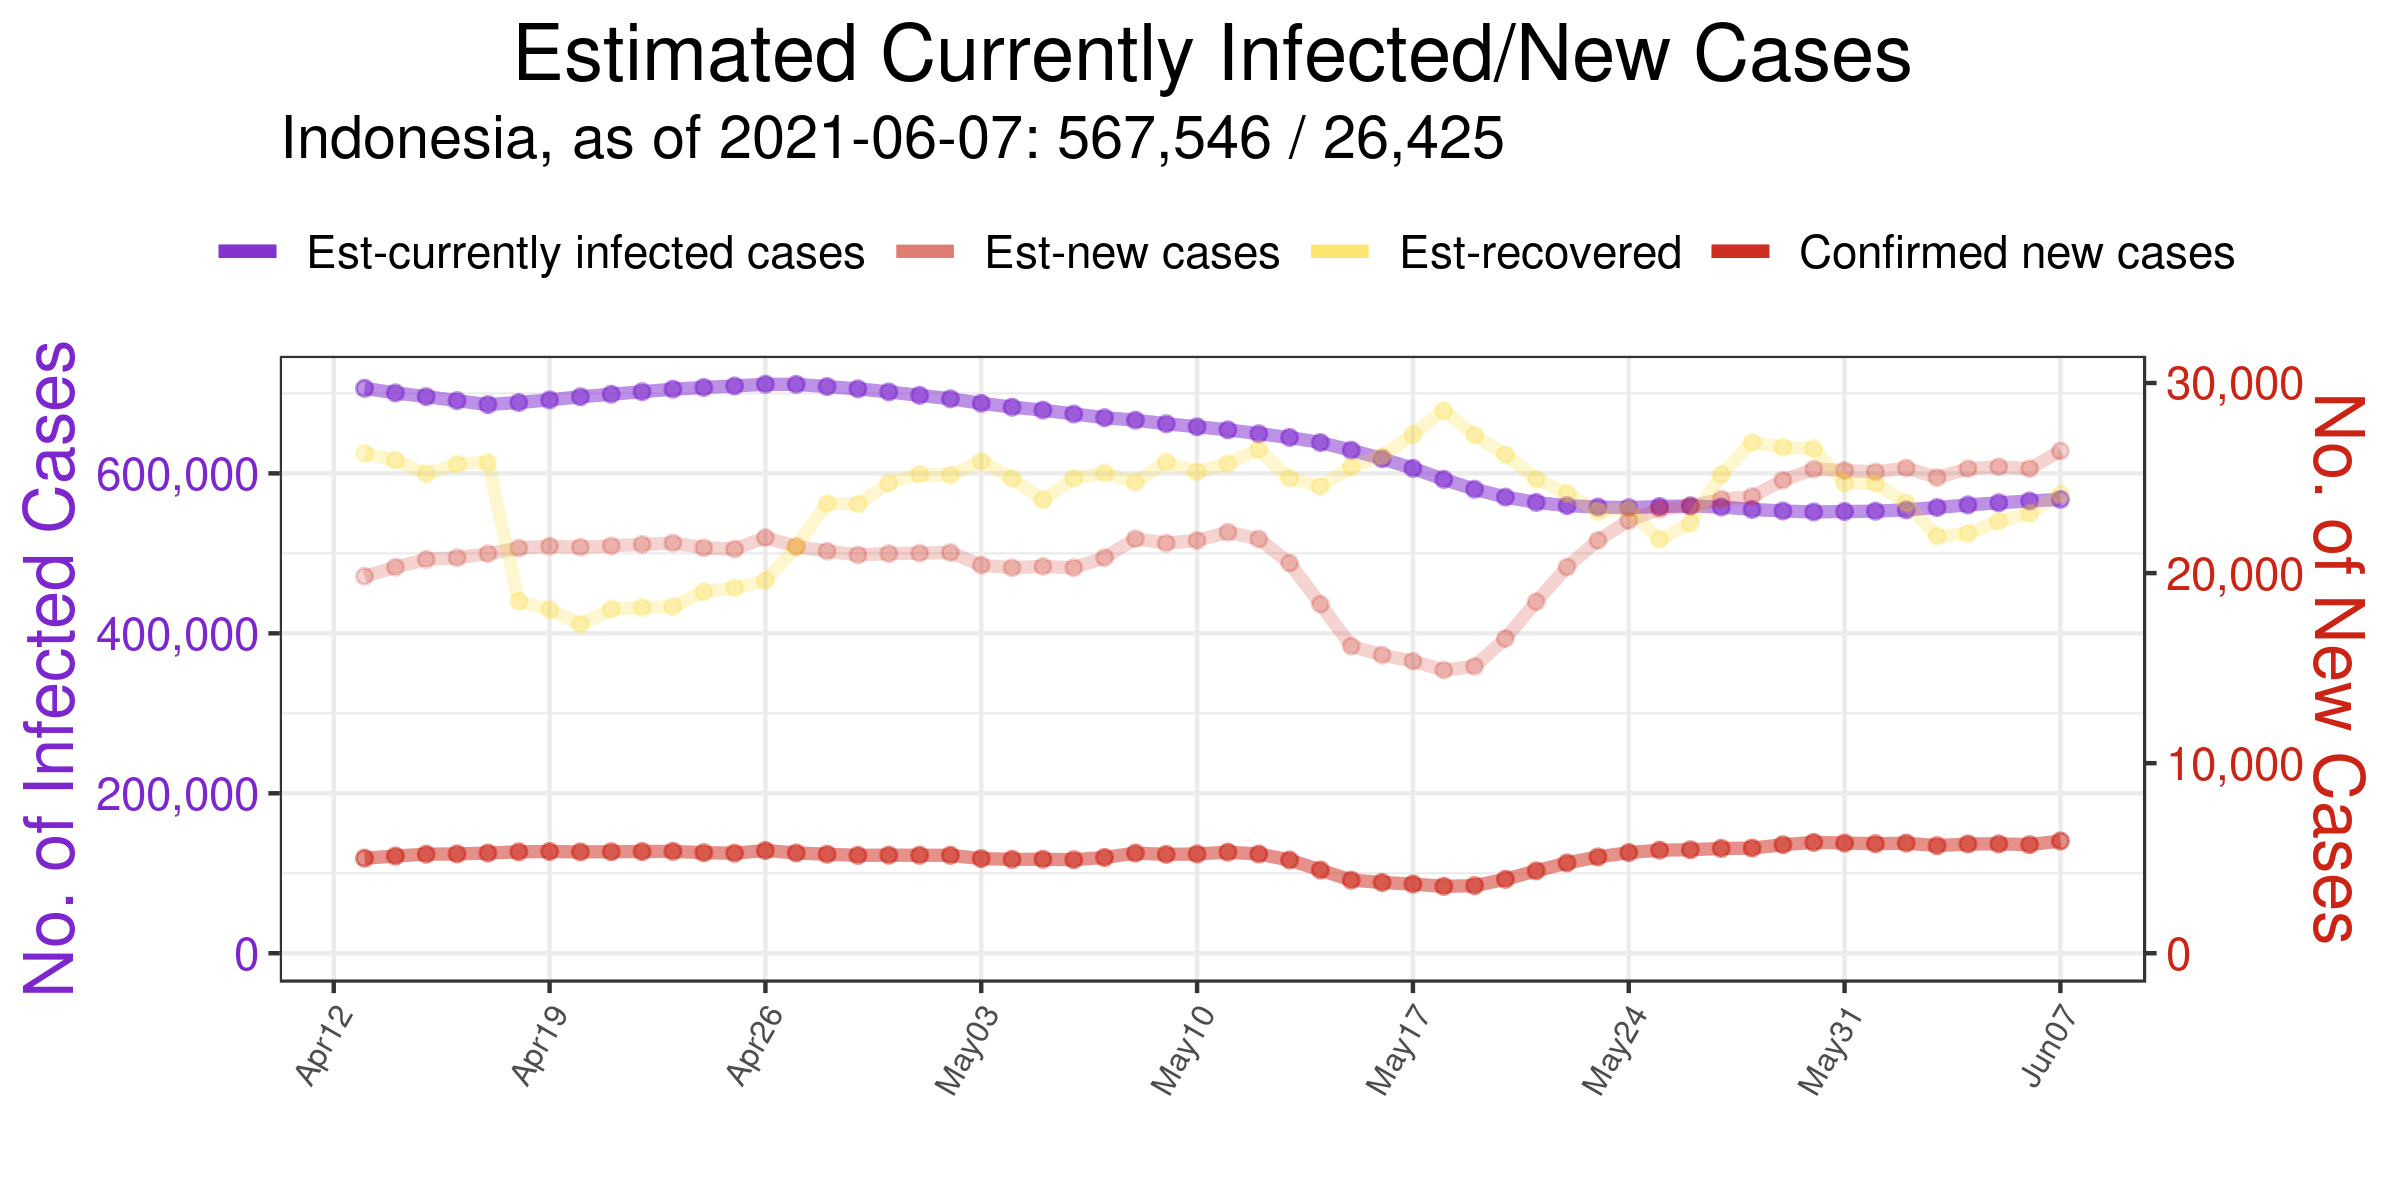 Estimated Currently Infected/New Cases
Indonesia, as of 2021-06-07: 567,546 / 26,425
Est-currently infected cases Est-new cases Est-recovered Confirmed new cases
No. of Infected Cases
600,000
400,000
200,000
0
30,000
20,000
10,000
0
No. of New Cases
Apr12 Apr19 Apr26 May03 May10 May17 May24 May31 Jun07